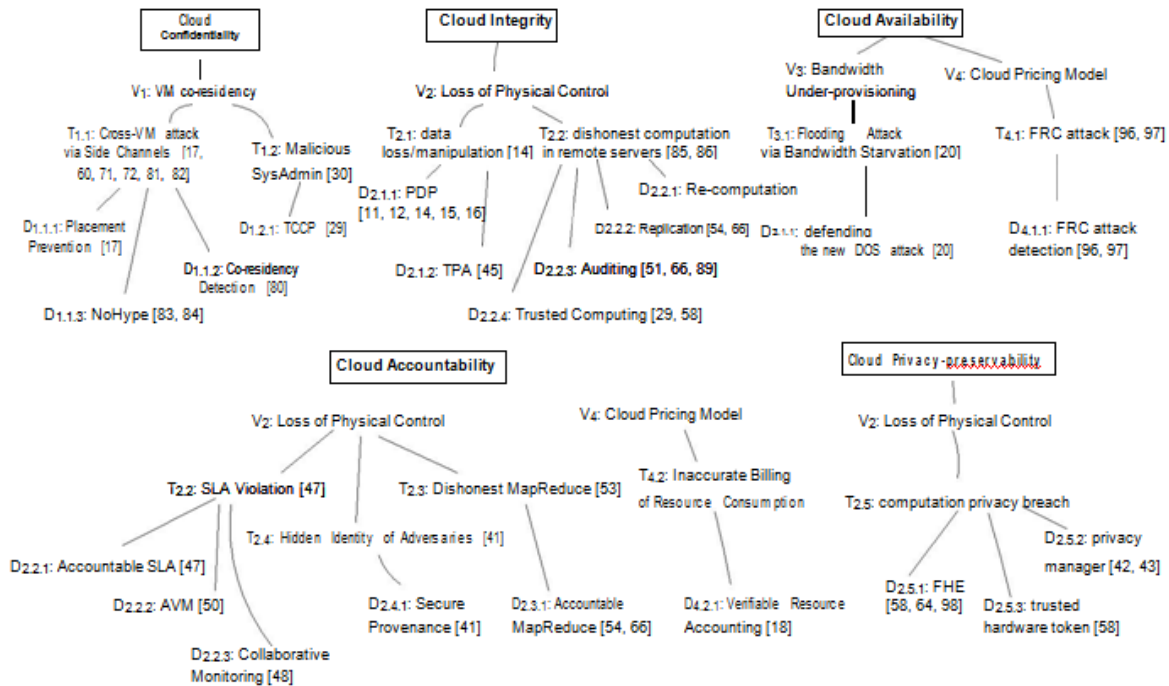 Cloud
Confidentiality
V1: VM co-residency
T1.1: Cross-VM attack
via Side Channels [17,
60, 71, 72, 81, 82]
T1.2: Malicious
SysAdmin [30]
D1.1.1: Placement
Prevention [17]
D1.2.1: TCCP [29]
D1.1.2: Co-residency
Detection [80]
D1.1.3: NoHype [83, 84]
Cloud Integrity
V2: Loss of Physical Control
T2.1: data
loss/manipulation [14]
T2.2: dishonest computation
in remote servers [85, 86]
D2.1.1: PDP
[11, 12, 14, 15, 16]
D2.2.1: Re-computation
D2.2.2: Replication [54, 66]
D2.1.2: TPA [45]
D2.2.3: Auditing [51, 66, 89]
D2.2.4: Trusted Computing [29, 58]
Cloud Availability
V3: Bandwidth
Under-provisioning
V4: Cloud Pricing Model
T3.1: Flooding Attack
via Bandwidth Starvation [20]
T4.1: FRC attack [96, 97]
defending
the new DOS attack [20]
D4.1.1: FRC attack
detection [96, 97]
Cloud Accountability
V2: Loss of Physical Control
V4: Cloud Pricing Model
T2.2: SLA Violation [47]
T2.3: Dishonest MapReduce [53]
T4.2: Inaccurate Billing
of Resource Consumption
T2.4: Hidden Identity of Adversaries [41]
D2.2.1: Accountable SLA [47]
D2.2.2: AVM [50]
D2.4.1: Secure
Provenance [41]
D2.3.1: Accountable
MapReduce [54, 66]
D4.2.1: Verifiable Resource
Accounting [18]
D2.2.3: Collaborative
Monitoring [48]
Cloud Privacy-preservability
V2: Loss of Physical Control
T2.5: computation privacy breach
D2.5.2: privacy
manager [42, 43]
D2.5.1: FHE
[58, 64, 98]
D2.5.3: trusted
hardware token [58]